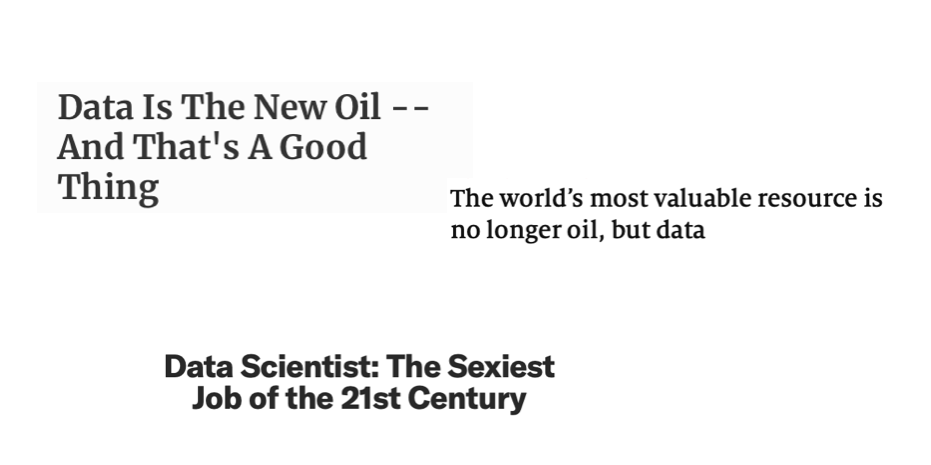 Data Is The New Oil --
And That's A Good
Thing
The world’s most valuable resource is
no longer oil, but data
Data Scientist: The Sexiest
Job of the 21st Century